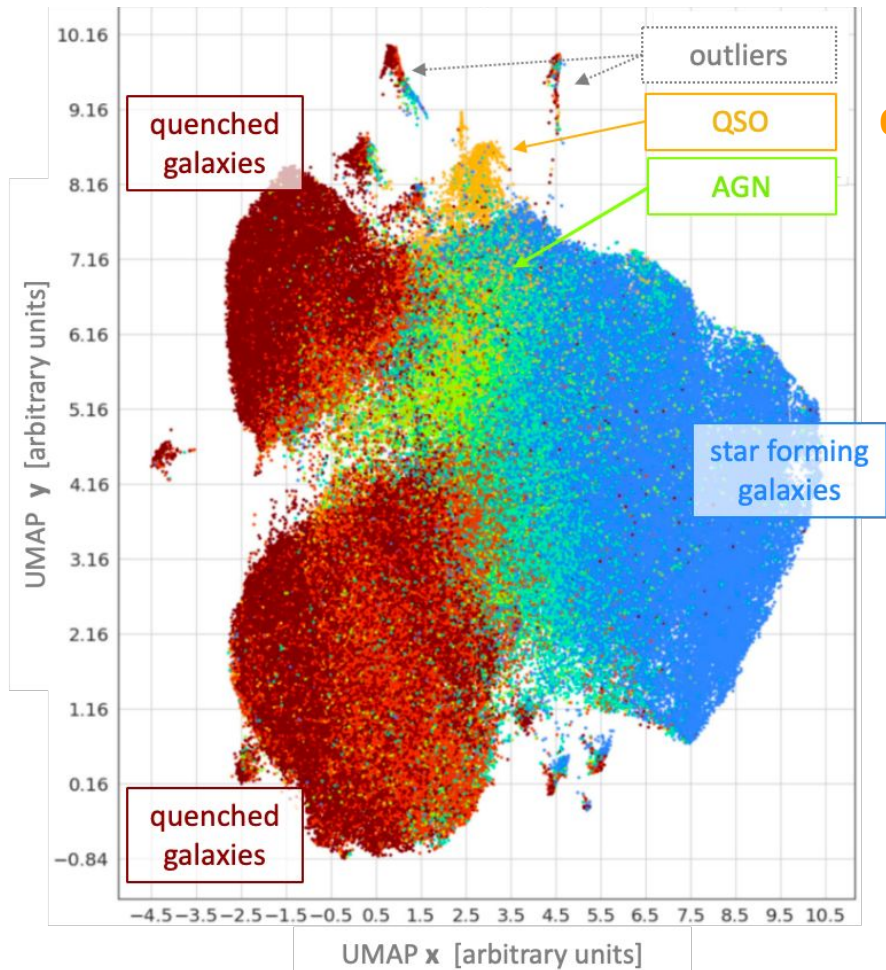 10.16
outliers
9.16
quenched
galaxies
QSO
8.16
AGN
7.16
6.16
5.16
star forming
galaxies
4.16
3.16
2.16
1.16
0.16
quenched
galaxies
−0.84
UMAP y [arbitrary units]
−4.5 −3.5 −2.5 −1.5 −0.5 0.5 1.5 2.5 3.5 4.5 5.5 6.5 7.5 8.5 9.5 10.5
UMAP x [arbitrary units]